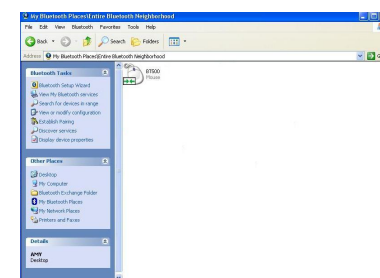 My Bluetooth Places\Entire Bluetooth Neighborhood
File Edit View Bluetooth Favorites Tools Help
Back Search Folders
Address My Bluetooth Places\Entire Bluetooth Neighborhood
Bluetooth Tasks
Bluetooth Setup Wizard
View My Bluetooth services
Search for devices in range
View or modify configuration
Establish Pairing
Discover services
Display device properties
Other Places
Desktop
My Computer
Bluetooth Exchange Folder
My Bluetooth Places
My Network Places
Printers and Faxes
Details
AMY
Desktop
BT500
Mouse